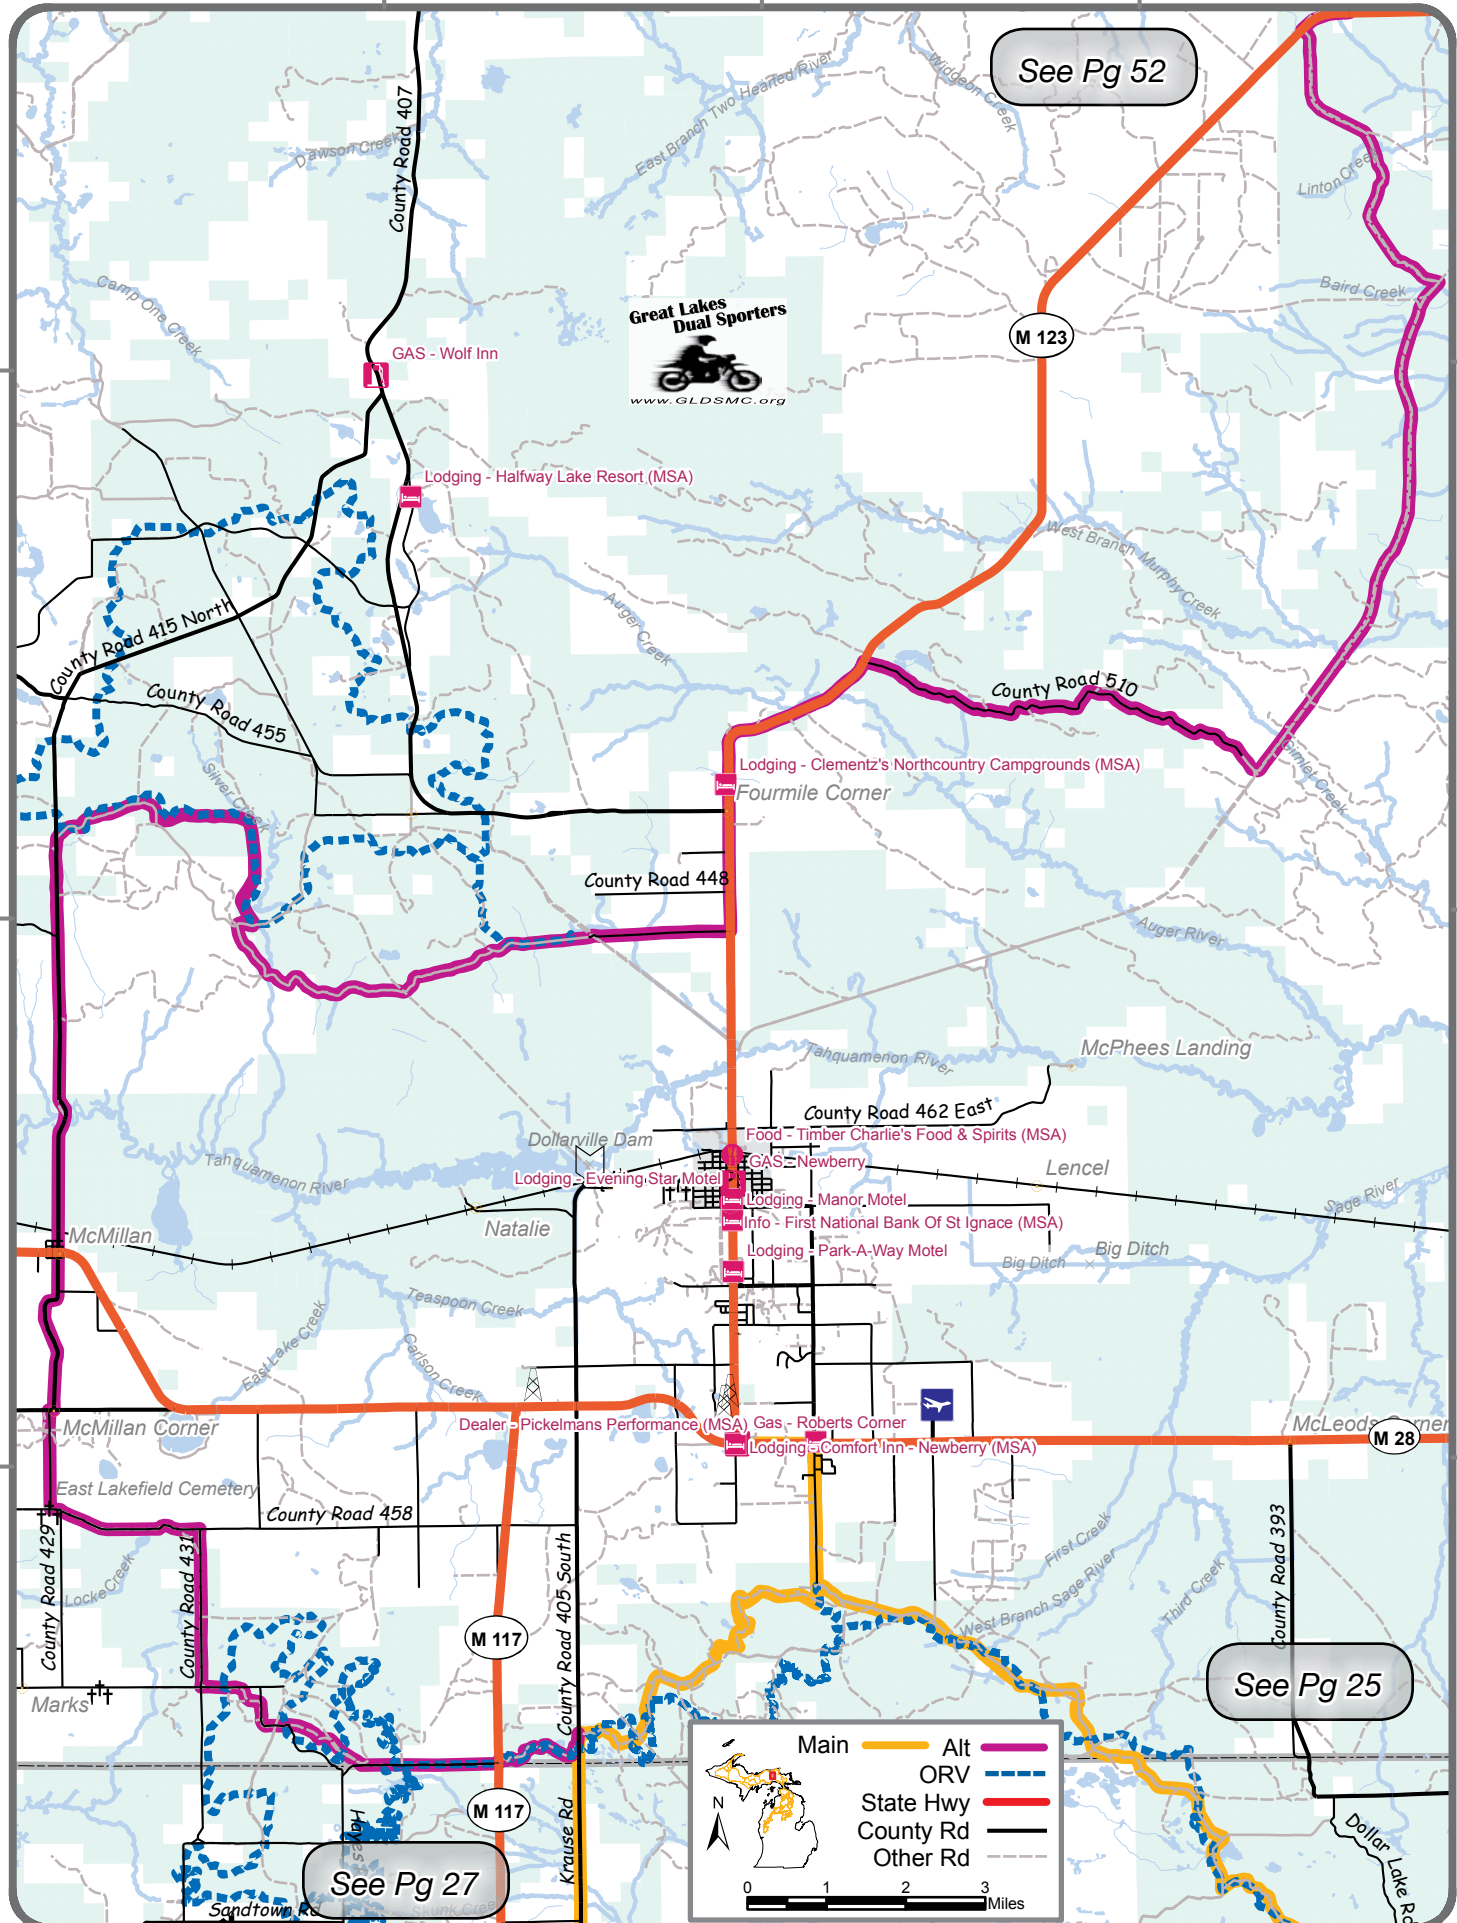 See Pg 52
County Road 407
Dawson Creek
East Branch Two Hearted River
Widgeon Creek
Linton Creek
Baird Creek
Camp One Creek
Great Lakes
Dual Sporters
www.GLDSMC.org
M 123
GAS - Wolf Inn
Lodging - Halfway Lake Resort (MSA)
West Branch Murphy Creek
Auger Creek
County Road 415 North
County Road 455
County Road 510
Silver Creek
Gimlet Creek
Lodging - Clementz's Northcountry Campgrounds (MSA)
Fourmile Corner
County Road 448
Auger River
McPhees Landing
Tahquamenon River
County Road 462 East
Dollarville Dam
Food - Timber Charlie's Food & Spirits (MSA)
GAS - Newberry
Lencel
Tahquamenon River
Lodging - Evening Star Motel
Lodging - Manor Motel
Sage River
Natalie
Info - First National Bank Of St Ignace (MSA)
McMillan
Lodging - Park-A-Way Motel
Big Ditch
Big Ditch
Teaspoon Creek
East Lake Creek
Carlson Creek
McMillan Corner
Dealer - Pickelmans Performance (MSA)
Gas - Roberts Corner
McLeods Corner
M 28
Lodging - Comfort Inn - Newberry (MSA)
East Lakefield Cemetery
County Road 458
County Road 429
Locke Creek
County Road 431
County Road 405 South
First Creek
West Branch Sage River
Third Creek
County Road 393
M 117
Marks
See Pg 25
Main
Alt
ORV
State Hwy
County Rd
Other Rd
N
0 1 2 3
Miles
M 117
Krause Rd
Hayes
See Pg 27
Sandtown Rd
Skunk Creek
Dollar Lake Rd